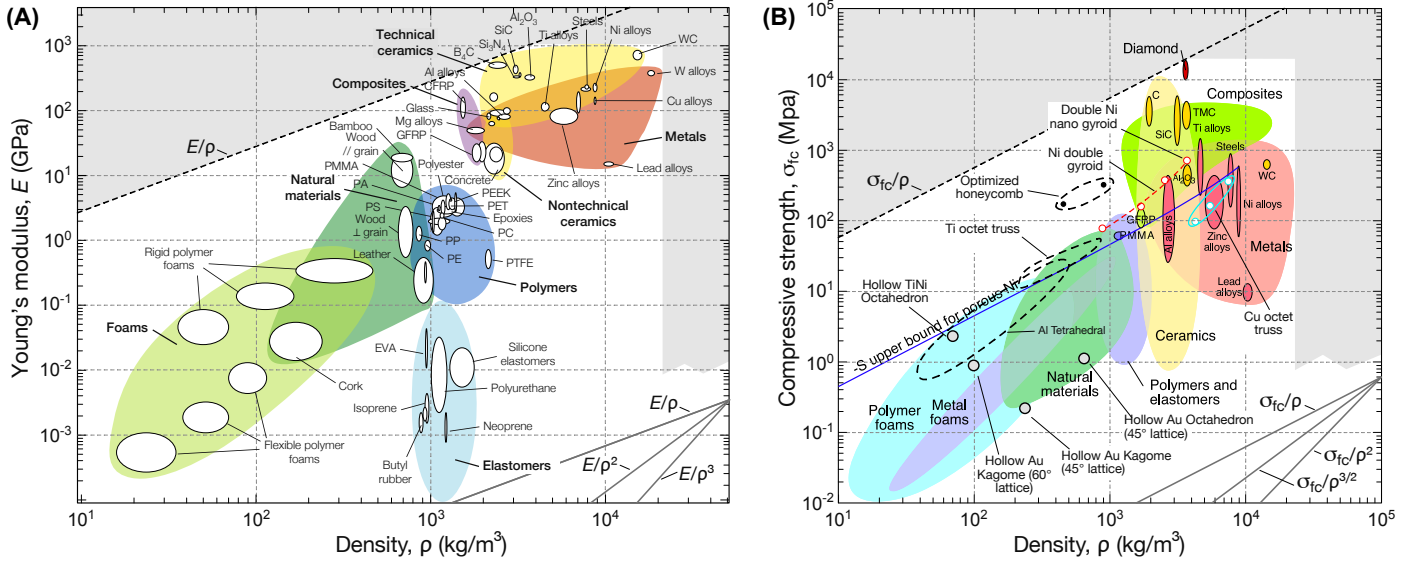 (A)
Young's modulus, E (GPa)
10³
10²
10¹
10⁰
10⁻¹
10⁻²
10⁻³
10¹
10²
10³
10⁴
Density, ρ (kg/m³)
E/ρ
Technical
ceramics
Al₂O₃
SiC
Si₃N₄
B₄C
Steels
Ti alloys
Ni alloys
WC
W alloys
Cu alloys
Metals
Lead alloys
Zinc alloys
Composites
Al alloys
CFRP
Glass
Mg alloys
GFRP
Bamboo
Wood
// grain
Polyester
PMMA
Natural
materials
PA
Concrete
PEEK
PET
Epoxies
PC
Nontechnical
ceramics
PS
Wood
⊥ grain
PP
PE
Leather
PTFE
Polymers
Rigid polymer
foams
Foams
Cork
Flexible polymer
foams
EVA
Silicone
elastomers
Polyurethane
Isoprene
Neoprene
Butyl
rubber
Elastomers
E/ρ
E/ρ²
E/ρ³
(B)
Compressive strength, σfc (Mpa)
10⁵
10⁴
10³
10²
10¹
10⁰
10⁻¹
10⁻²
10¹
10²
10³
10⁴
10⁵
Density, ρ (kg/m³)
σfc/ρ
Diamond
C
Composites
TMC
Double Ni
nano gyroid
SiC
Ti alloys
Ni double
gyroid
Steels
Al₂O₃
WC
Optimized
honeycomb
GFRP
PMMA
Al alloys
Zinc
alloys
Ni alloys
Metals
Ti octet truss
Hollow TiNi
Octahedron
-S upper bound for porous Ni
Lead
alloys
Cu octet
truss
Al Tetrahedral
Ceramics
Polymers and
elastomers
Natural
materials
Polymer
foams
Metal
foams
Hollow Au Octahedron
(45° lattice)
Hollow Au Kagome
(45° lattice)
Hollow Au
Kagome (60°
lattice)
σfc/ρ
σfc/ρ²
σfc/ρ³/²